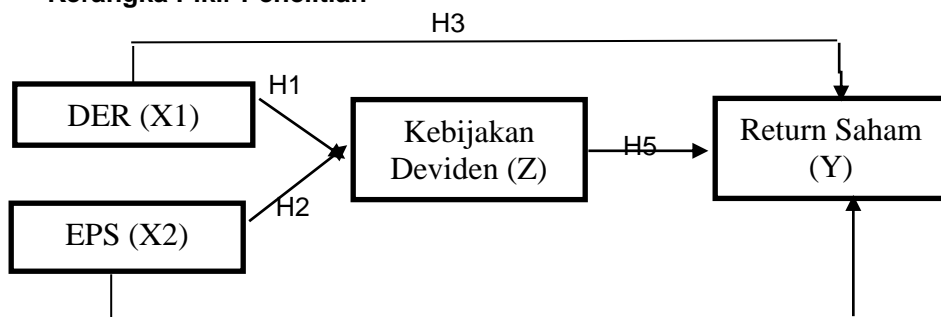 Kerangka Pikir Penelitian
H3
H1
DER (X1)
Kebijakan
Deviden (Z)
H5
Return Saham
(Y)
H2
EPS (X2)